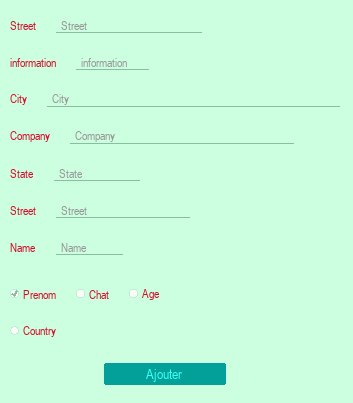 Street Street
information information
City City
Company Company
State State
Street Street
Name Name
Prenom Chat Age
Country
Ajouter